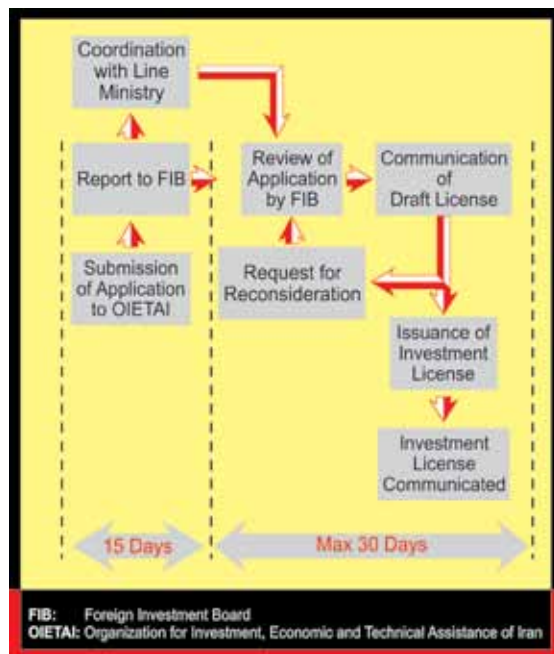 Coordination
with Line
Ministry
Report to FIB
Review of
Application
by FIB
Communication
of
Draft License
Submission
of Application
to OIETAI
Request for
Reconsideration
Issuance of
Investment
License
Investment
License
Communicated
15 Days
Max 30 Days
FIB: Foreign Investment Board
OIETAI: Organization for Investment, Economic and Technical Assistance of Iran